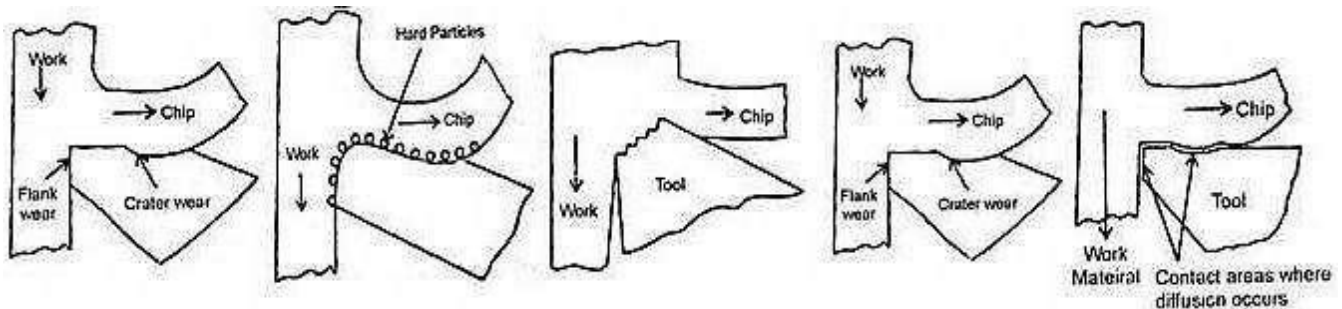 Work
Chip
Flank
wear
Crater wear
Hard Particles
Chip
Work
Chip
Tool
Work
Work
Chip
Flank
wear
Crater wear
Chip
Tool
Work
Mateiral
Contact areas where
diffusion occurs